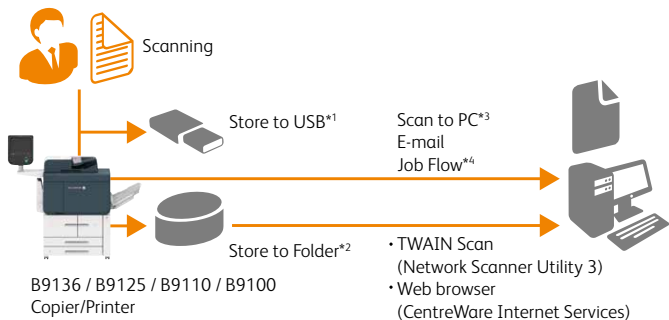 Scanning
Store to USB*1
Scan to PC*3
E-mail
Job Flow*4
Store to Folder*2
・TWAIN Scan
(Network Scanner Utility 3)
・Web browser
(CentreWare Internet Services)
B9136 / B9125 / B9110 / B9100
Copier/Printer